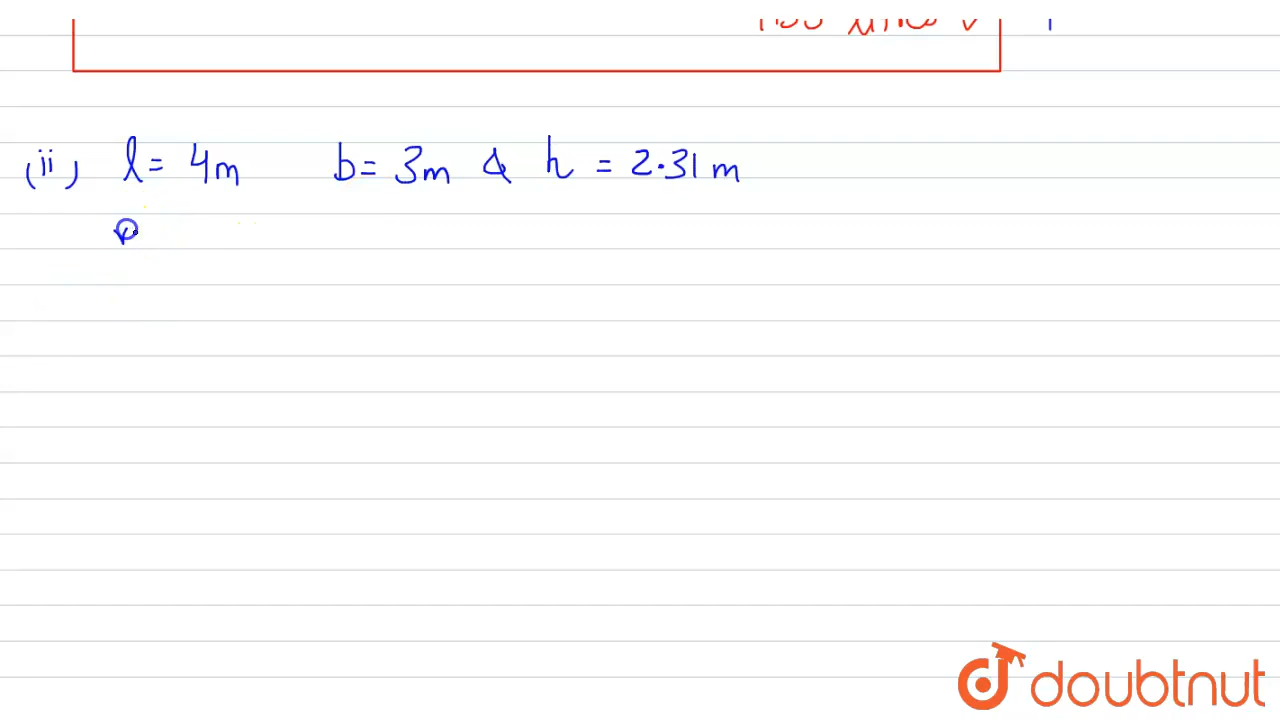 (ii) l = 4m b = 3m & h = 2.31 m
doubtnut